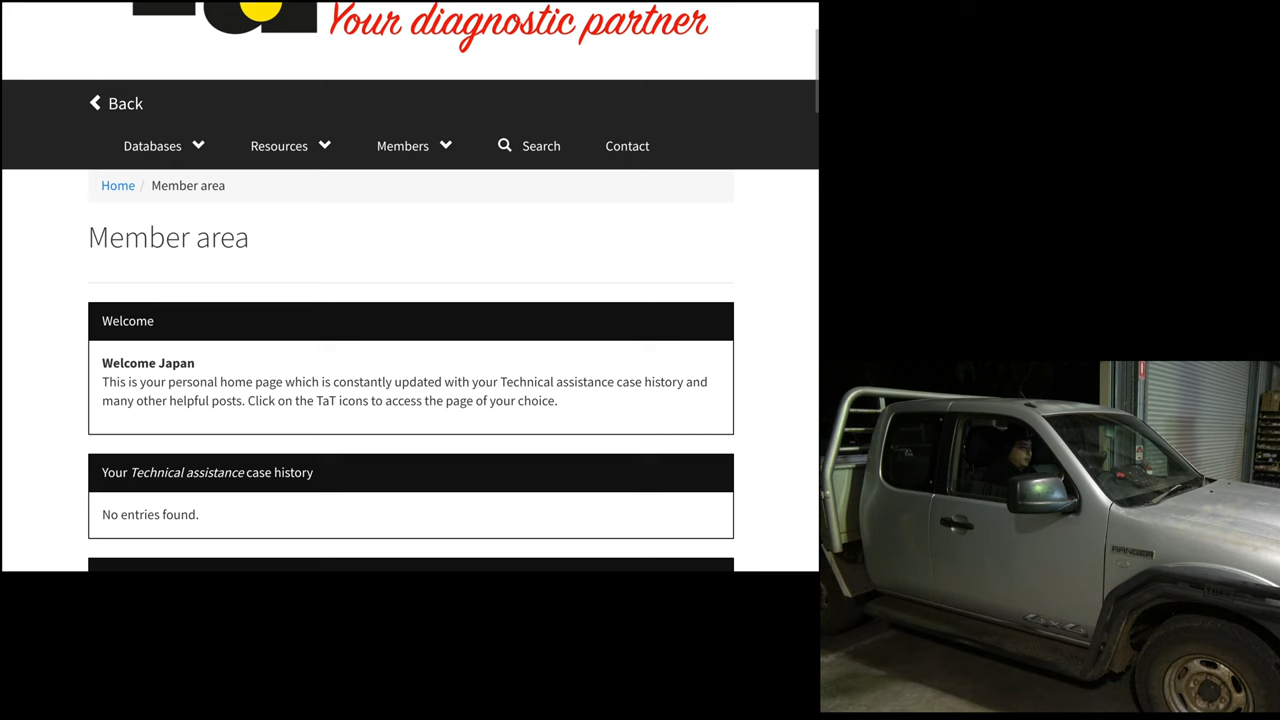 Your diagnostic partner
Back
Databases
Resources
Members
Search
Contact
Home / Member area
Member area
Welcome
Welcome Japan
This is your personal home page which is constantly updated with your Technical assistance case history and
many other helpful posts. Click on the TaT icons to access the page of your choice.
Your Technical assistance case history
No entries found.
RANGER
4x4